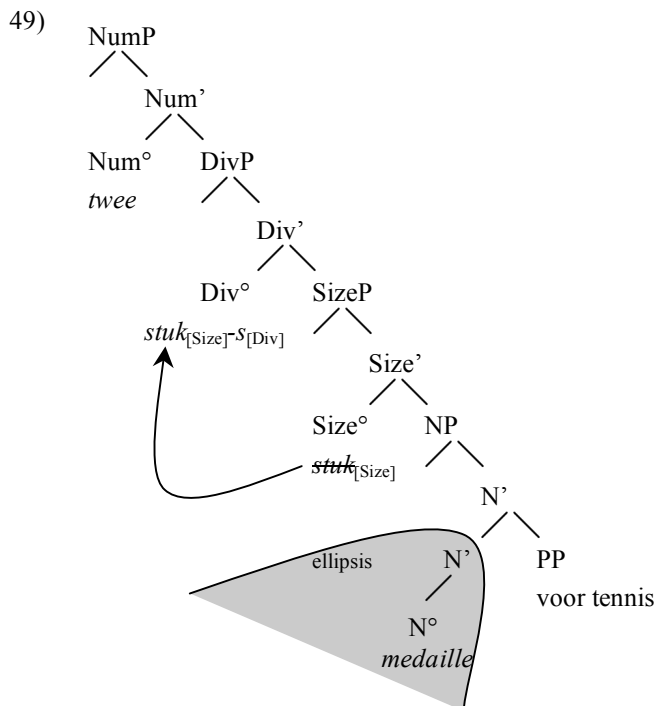 49)
NumP
Num’
Num° DivP
twee
Div’
Div° SizeP
stuk[Size]-s[Div]
Size’
Size° NP
stuk[Size]
N’
ellipsis N’ PP
voor tennis
N°
medaille